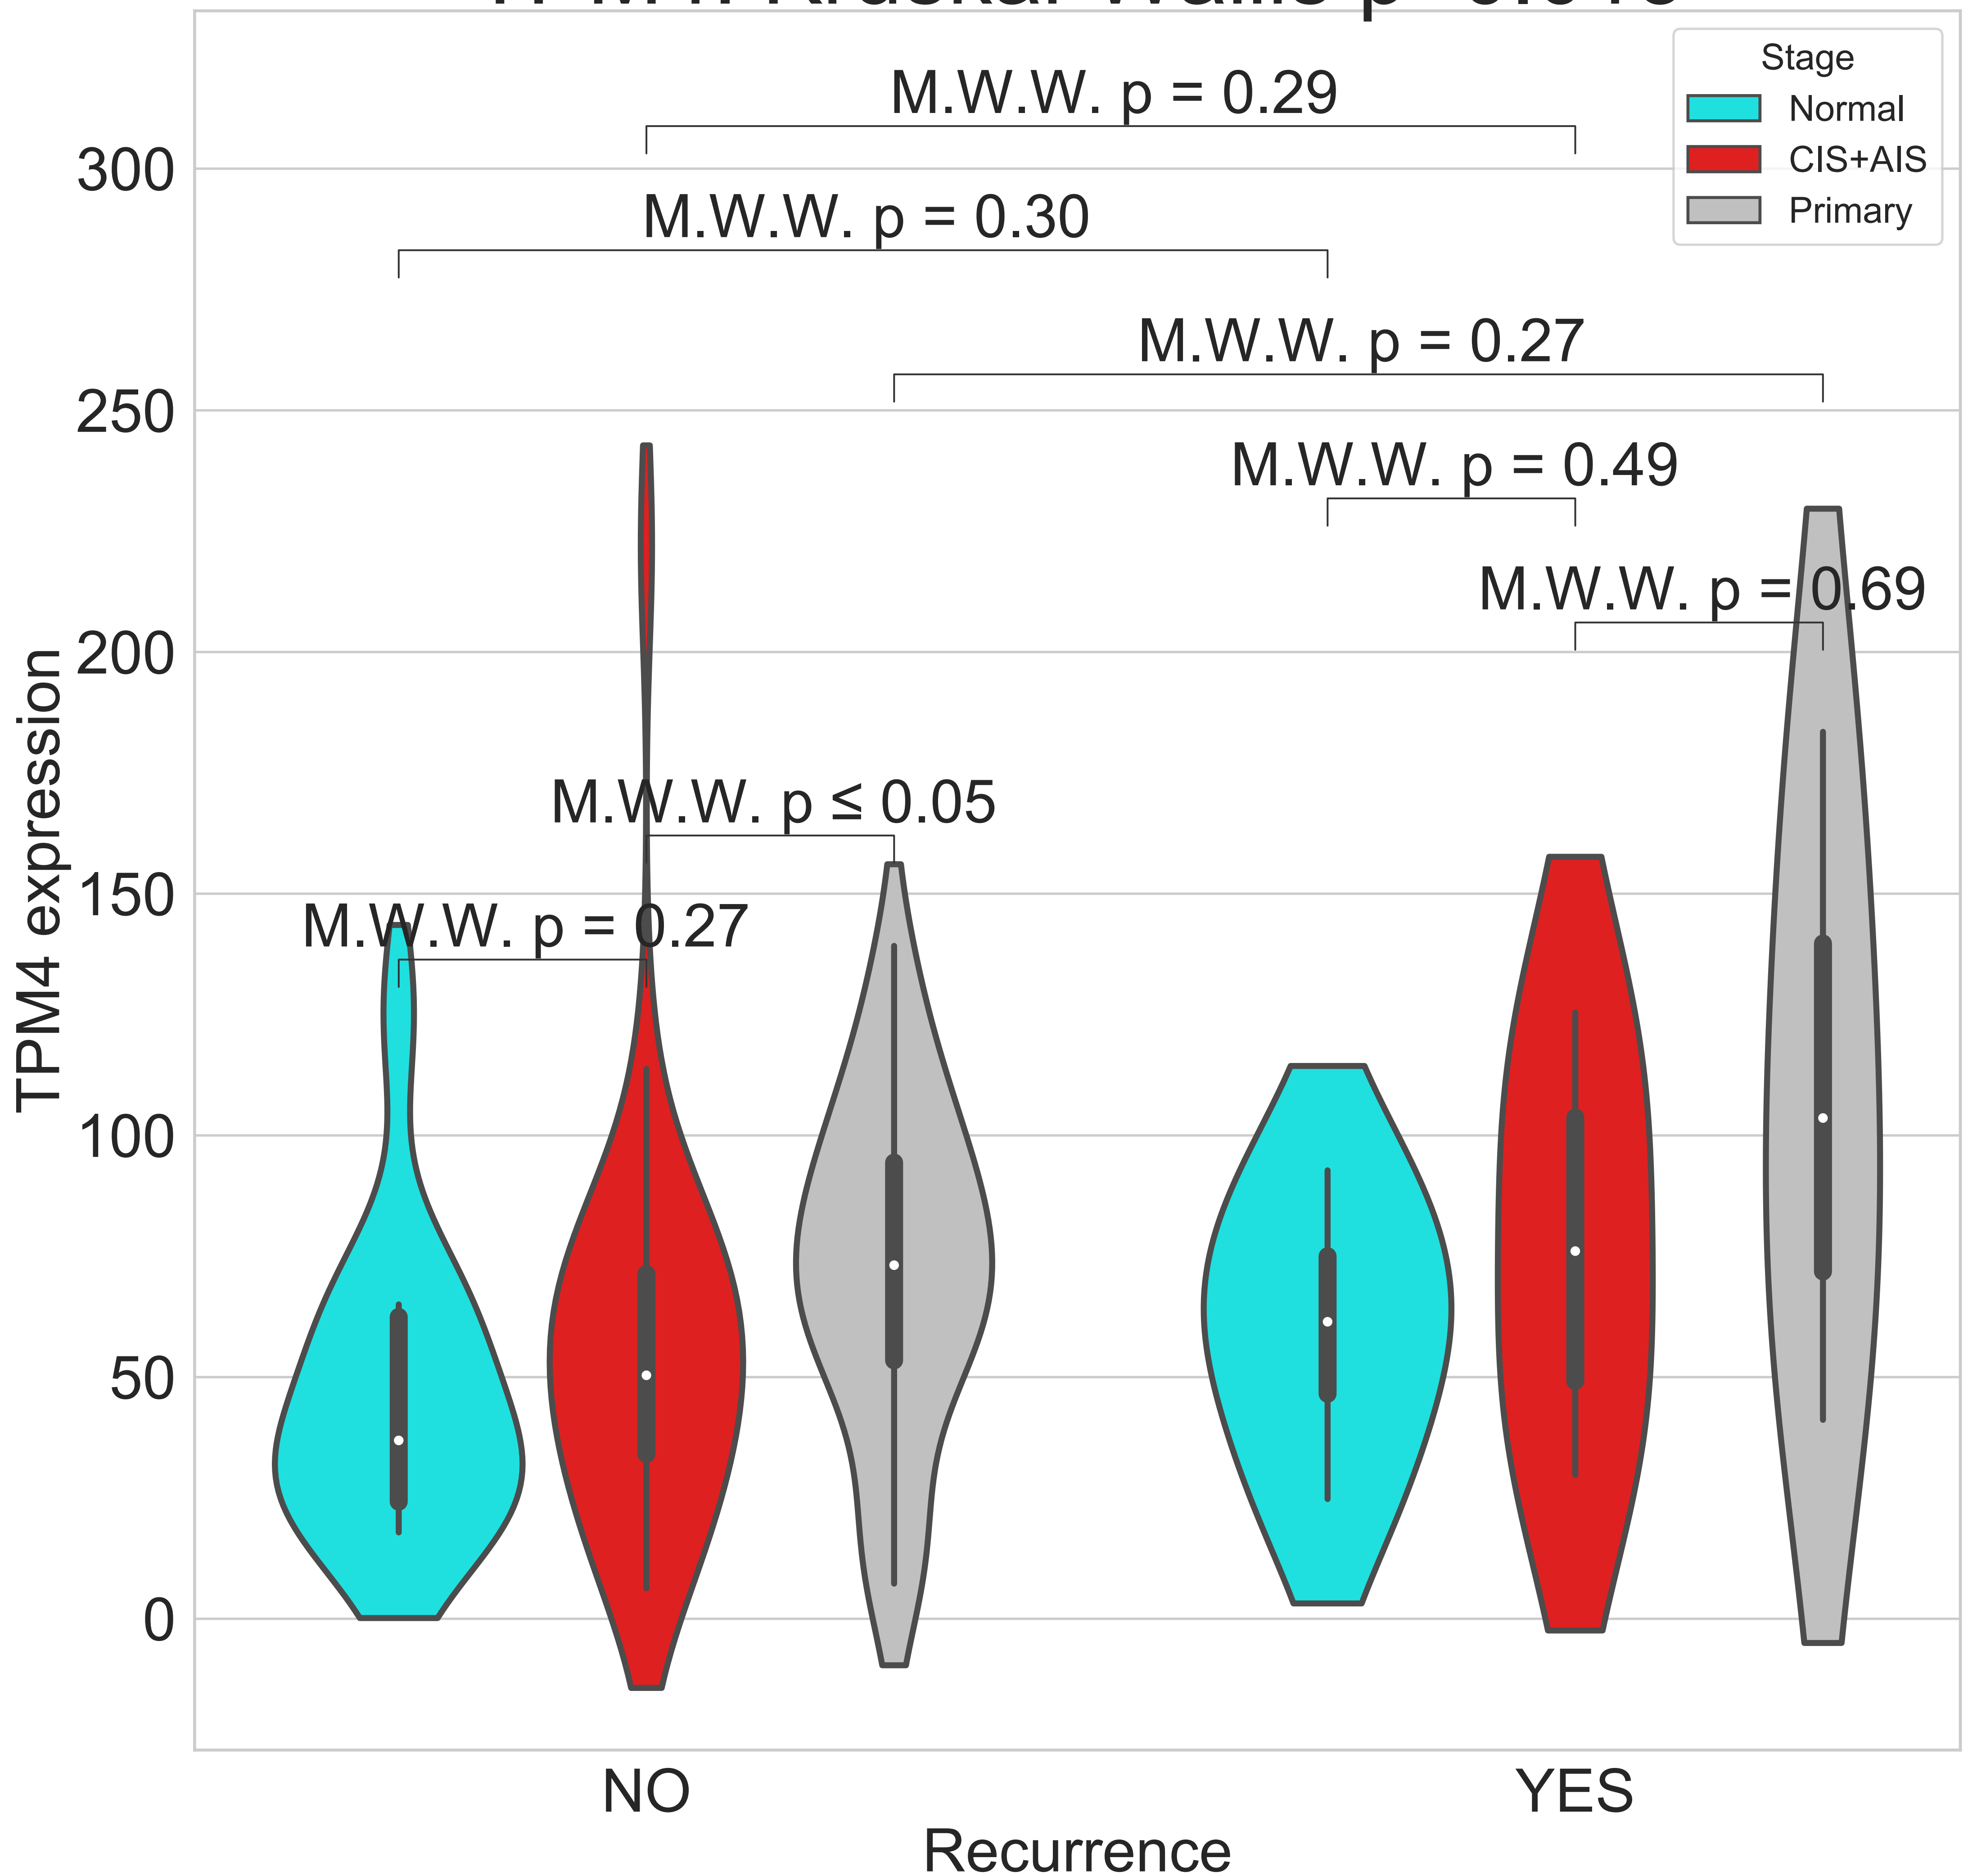 Stage
Normal
CIS+AIS
Primary
M.W.W. p = 0.29
M.W.W. p = 0.30
M.W.W. p = 0.27
M.W.W. p = 0.49
M.W.W. p = 0.69
M.W.W. p ≤ 0.05
M.W.W. p = 0.27
300
250
200
150
100
50
0
TPM4 expression
NO
YES
Recurrence